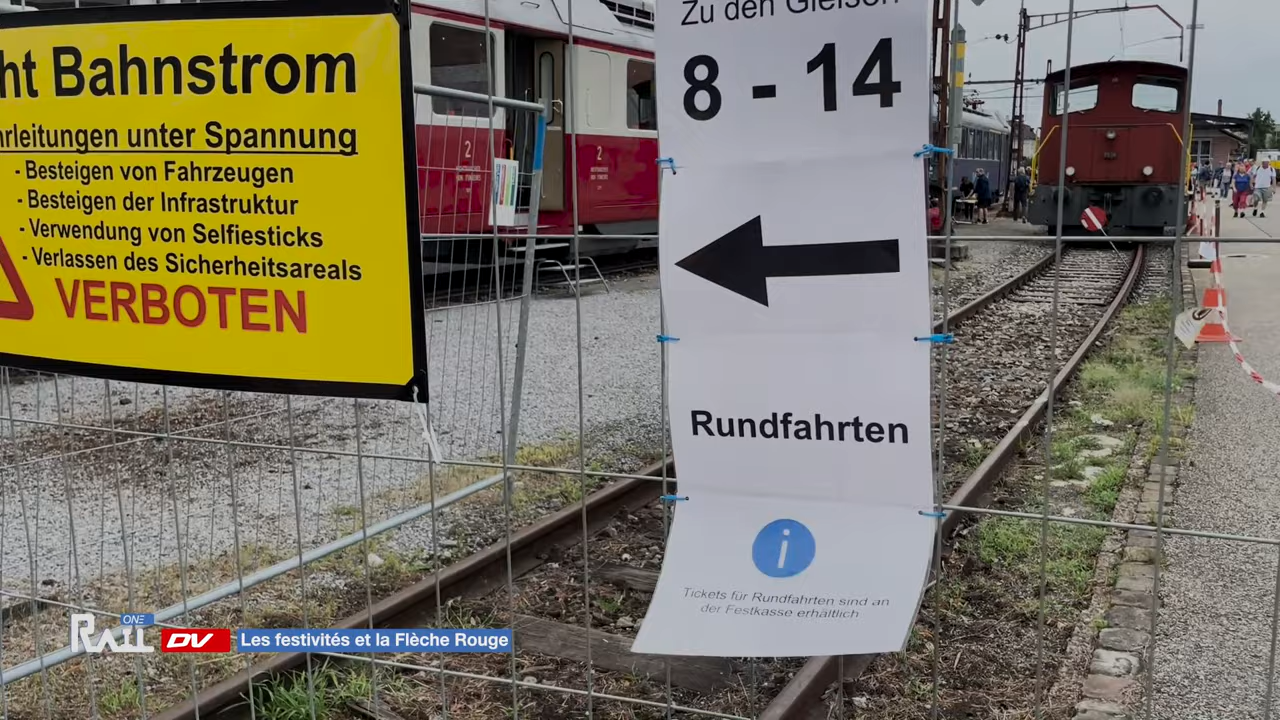 ht Bahnstrom
rleitungen unter Spannung
- Besteigen von Fahrzeugen
- Besteigen der Infrastruktur
- Verwendung von Selfiesticks
- Verlassen des Sicherheitsareals
VERBOTEN
Zu den Gleisen
8 - 14
Rundfahrten
i
Tickets für Rundfahrten sind an
der Festkasse erhältlich
2
2
RAIL ONE DV Les festivités et la Flèche Rouge